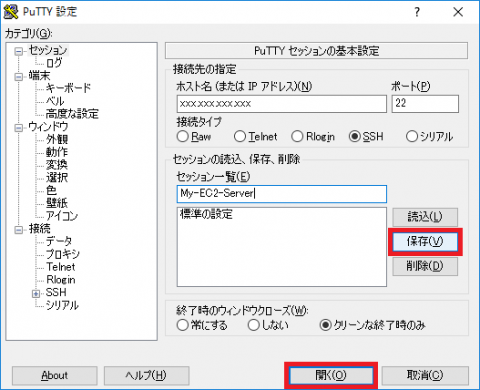 PuTTY 設定
カテゴリ(G):
セッション
ログ
端末
キーボード
ベル
高度な設定
ウィンドウ
外観
動作
変換
選択
色
壁紙
アイコン
接続
データ
プロキシ
Telnet
Rlogin
SSH
シリアル
PuTTY セッションの基本設定
接続先の指定
ホスト名 (または IP アドレス)(N) ポート(P)
xxxxxxxxxxxxx 22
接続タイプ
Raw Telnet Rlogin SSH シリアル
セッションの読込、保存、削除
セッション一覧(E)
My-EC2-Server
標準の設定
読込(L)
保存(V)
削除(D)
終了時のウィンドウクローズ(W):
常にする しない クリーンな終了時のみ
About ヘルプ(H) 開く(O) 取消(C)